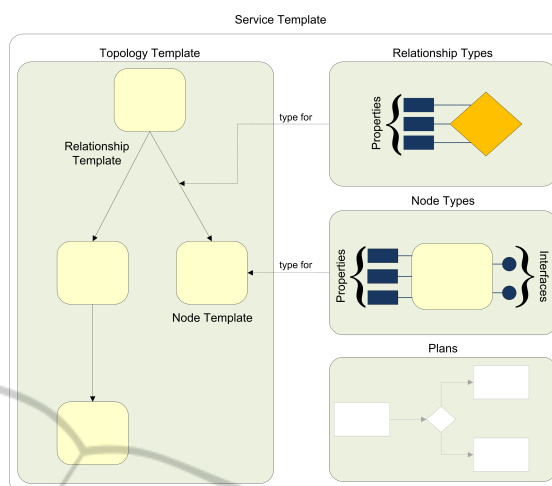 Service Template
Topology Template
Relationship Types
type for
Properties
Relationship
Template
Node Types
type for
Properties
Interfaces
Node Template
Plans